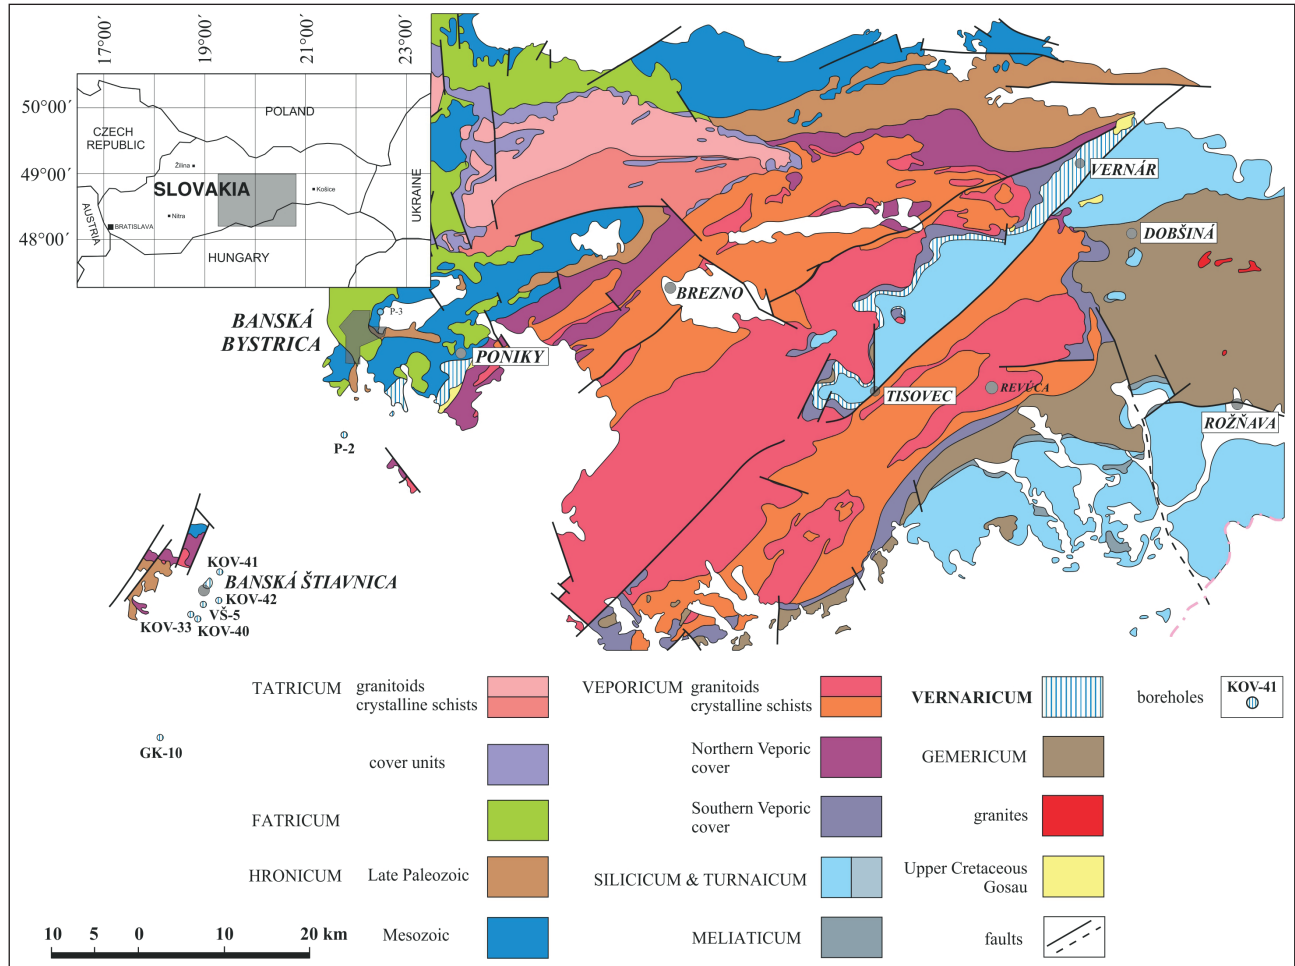 17°00´
19°00´
21°00´
23°00´
50°00´
49°00´
48°00´
POLAND
CZECH
REPUBLIC
Žilina
SLOVAKIA
Košice
Nitra
AUSTRIA
BRATISLAVA
HUNGARY
UKRAINE
VERNÁR
DOBŠINÁ
BREZNO
P-3
BANSKÁ
BYSTRICA
PONIKY
TISOVEC
REVÚCA
ROŽŇAVA
P-2
KOV-41
BANSKÁ ŠTIAVNICA
KOV-42
VŠ-5
KOV-33
KOV-40
GK-10
TATRICUM granitoids
crystalline schists
cover units
FATRICUM
HRONICUM Late Paleozoic
Mesozoic
VEPORICUM granitoids
crystalline schists
Northern Veporic
cover
Southern Veporic
cover
SILICICUM & TURNAICUM
MELIATICUM
VERNARICUM
GEMERICUM
granites
Upper Cretaceous
Gosau
faults
boreholes
KOV-41
10 5 0 10 20 km